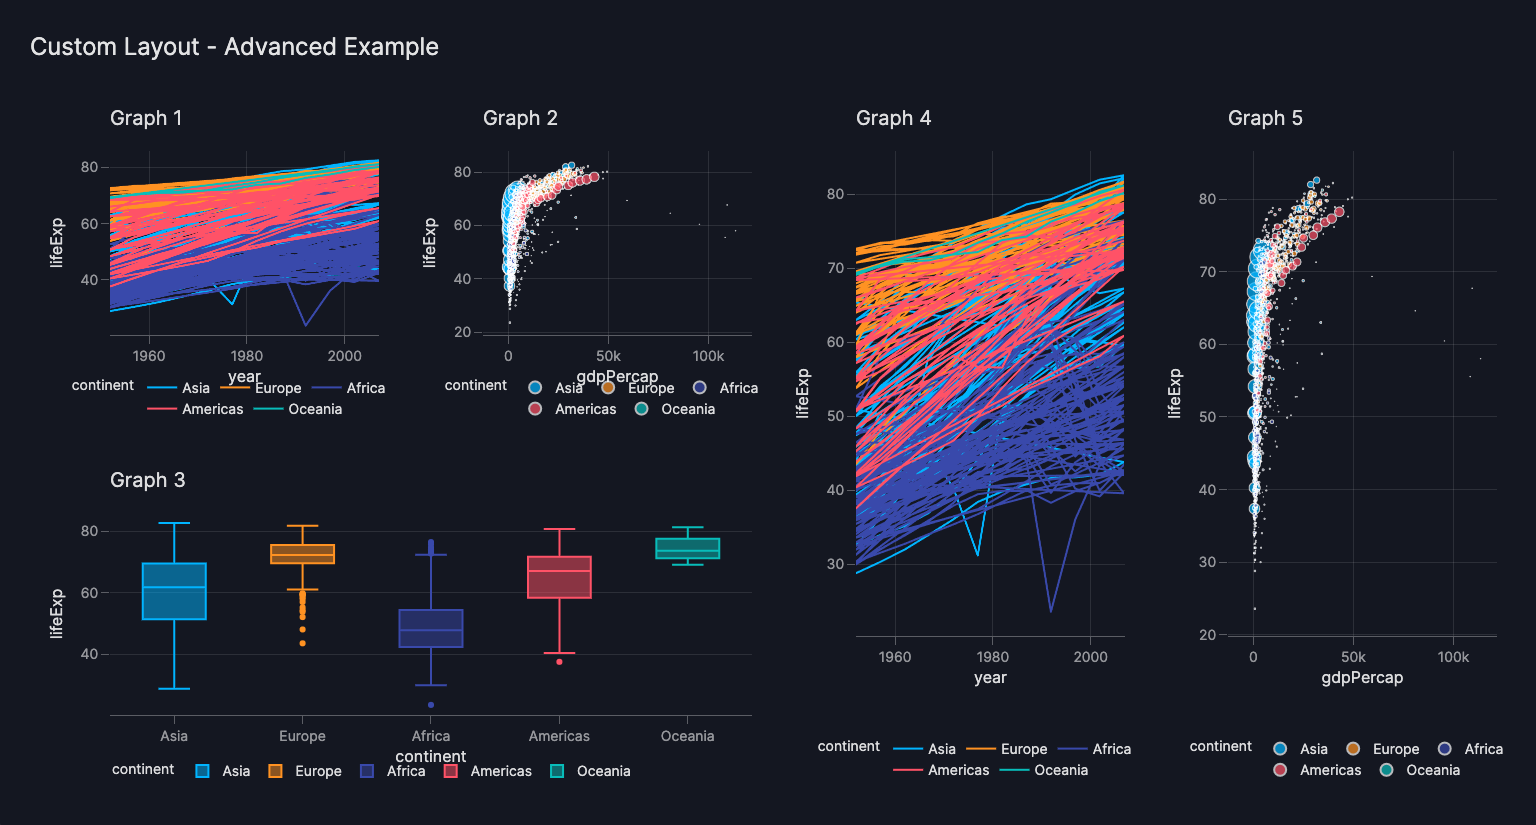 Custom Layout - Advanced Example
Graph 1
80
60
40
lifeExp
1960 1980 2000
year
continent Asia Europe Africa
Americas Oceania
Graph 2
80
60
40
20
lifeExp
0 50k 100k
gdpPercap
continent Asia Europe Africa
Americas Oceania
Graph 3
80
60
40
lifeExp
Asia Europe Africa Americas Oceania
continent
continent Asia Europe Africa Americas Oceania
Graph 4
80
70
60
50
40
30
lifeExp
1960 1980 2000
year
continent Asia Europe Africa
Americas Oceania
Graph 5
80
70
60
50
40
30
20
lifeExp
0 50k 100k
gdpPercap
continent Asia Europe Africa
Americas Oceania